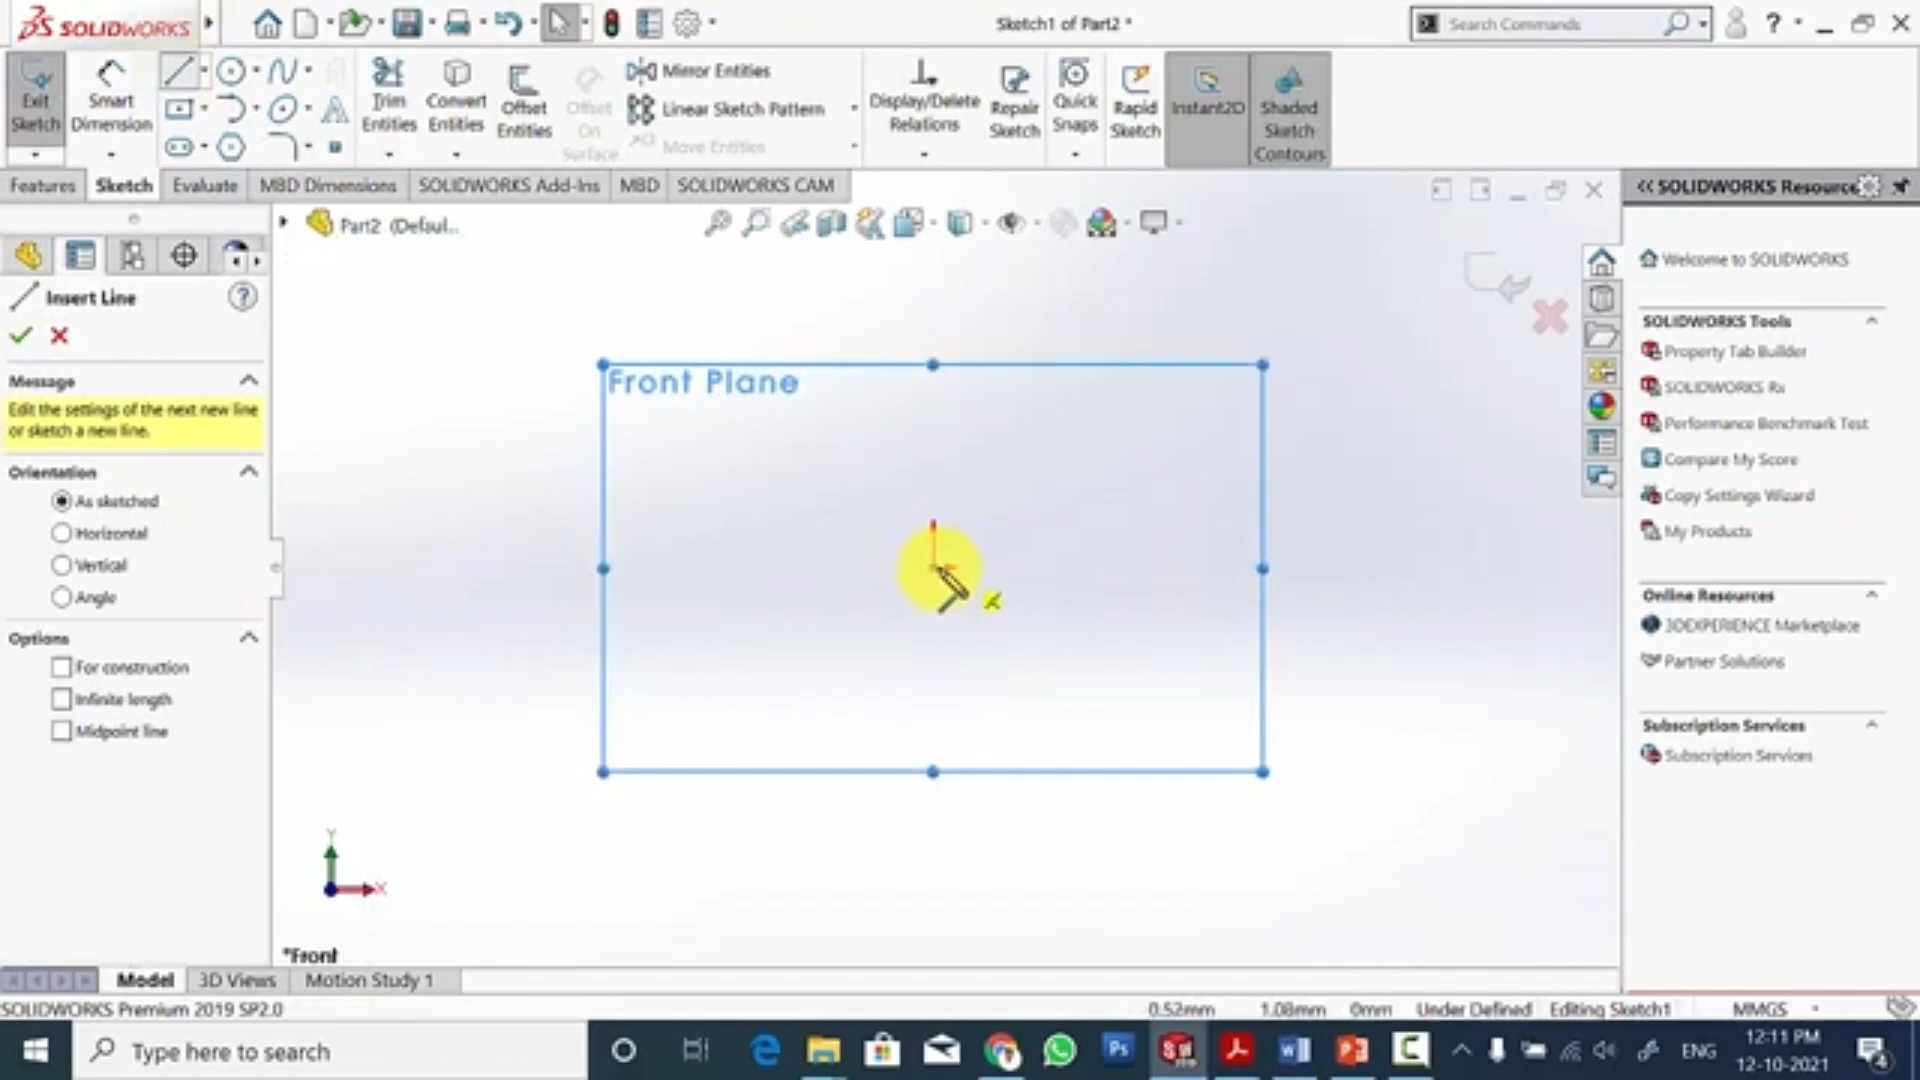 SOLIDWORKS
Sketch1 of Part2 *
Search Commands
Exit Sketch
Smart Dimension
Trim Entities
Convert Entities
Offset Entities
Offset On Surface
Mirror Entities
Linear Sketch Pattern
Move Entities
Display/Delete Relations
Repair Sketch
Quick Snaps
Rapid Sketch
Instant2D
Shaded Sketch Contours
Features
Sketch
Evaluate
MBD Dimensions
SOLIDWORKS Add-Ins
MBD
SOLIDWORKS CAM
Part2 (Defaul...
Insert Line
Message
Edit the settings of the next new line
or sketch a new line.
Orientation
As sketched
Horizontal
Vertical
Angle
Options
For construction
Infinite length
Midpoint line
Front Plane
Y
X
*Front
SOLIDWORKS Resource
Welcome to SOLIDWORKS
SOLIDWORKS Tools
Property Tab Builder
SOLIDWORKS Rx
Performance Benchmark Test
Compare My Score
Copy Settings Wizard
My Products
Online Resources
3DEXPERIENCE Marketplace
Partner Solutions
Subscription Services
Subscription Services
Model
3D Views
Motion Study 1
SOLIDWORKS Premium 2019 SP2.0
0.52mm
1.08mm
0mm
Under Defined
Editing Sketch1
MMGS
Type here to search
Ps
ENG
12:11 PM
12-10-2021
4